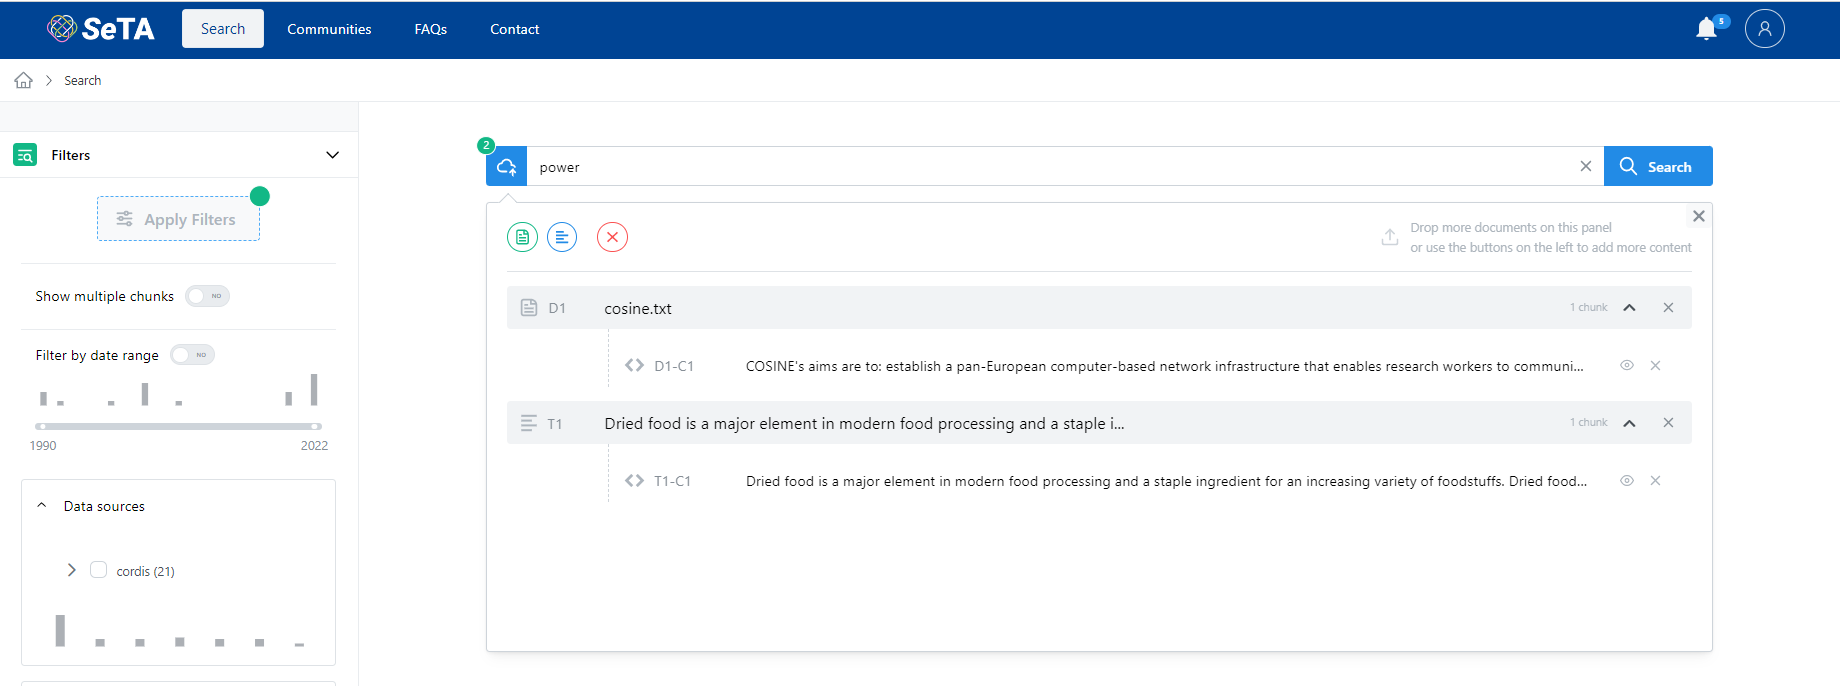 SeTA
Search
Communities
FAQs
Contact
5
Search
Filters
Apply Filters
Show multiple chunks
NO
Filter by date range
NO
1990
2022
Data sources
cordis (21)
2
power
Search
Drop more documents on this panel
or use the buttons on the left to add more content
D1
cosine.txt
1 chunk
D1-C1
COSINE's aims are to: establish a pan-European computer-based network infrastructure that enables research workers to communi...
T1
Dried food is a major element in modern food processing and a staple i...
1 chunk
T1-C1
Dried food is a major element in modern food processing and a staple ingredient for an increasing variety of foodstuffs. Dried food...